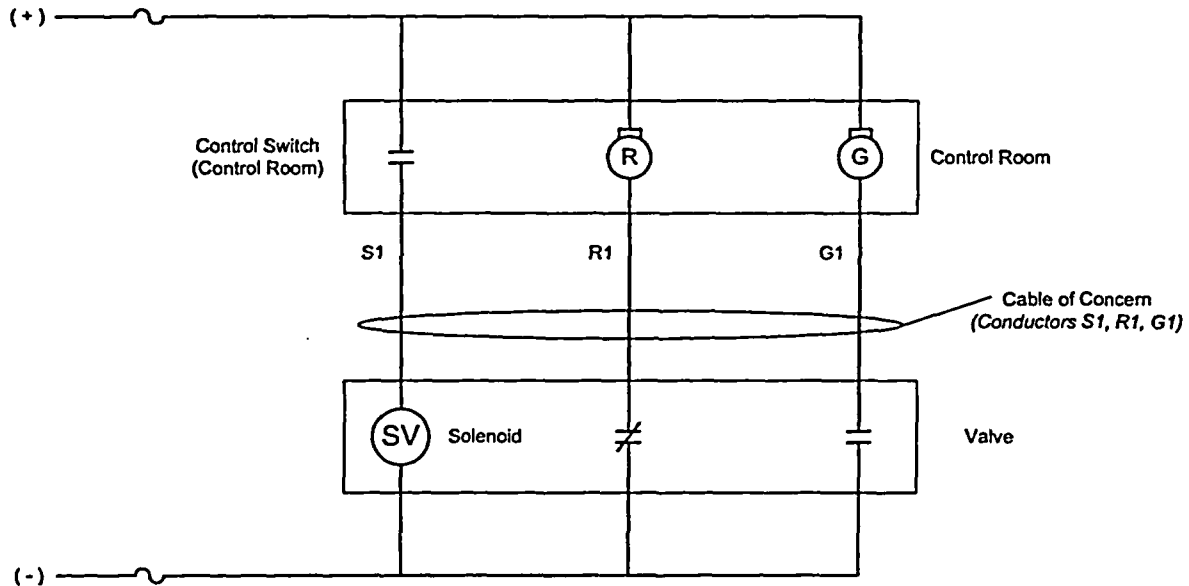 (+)
Control Switch
(Control Room)
R
G
Control Room
S1
R1
G1
Cable of Concern
(Conductors S1, R1, G1)
SV
Solenoid
Valve
(-)